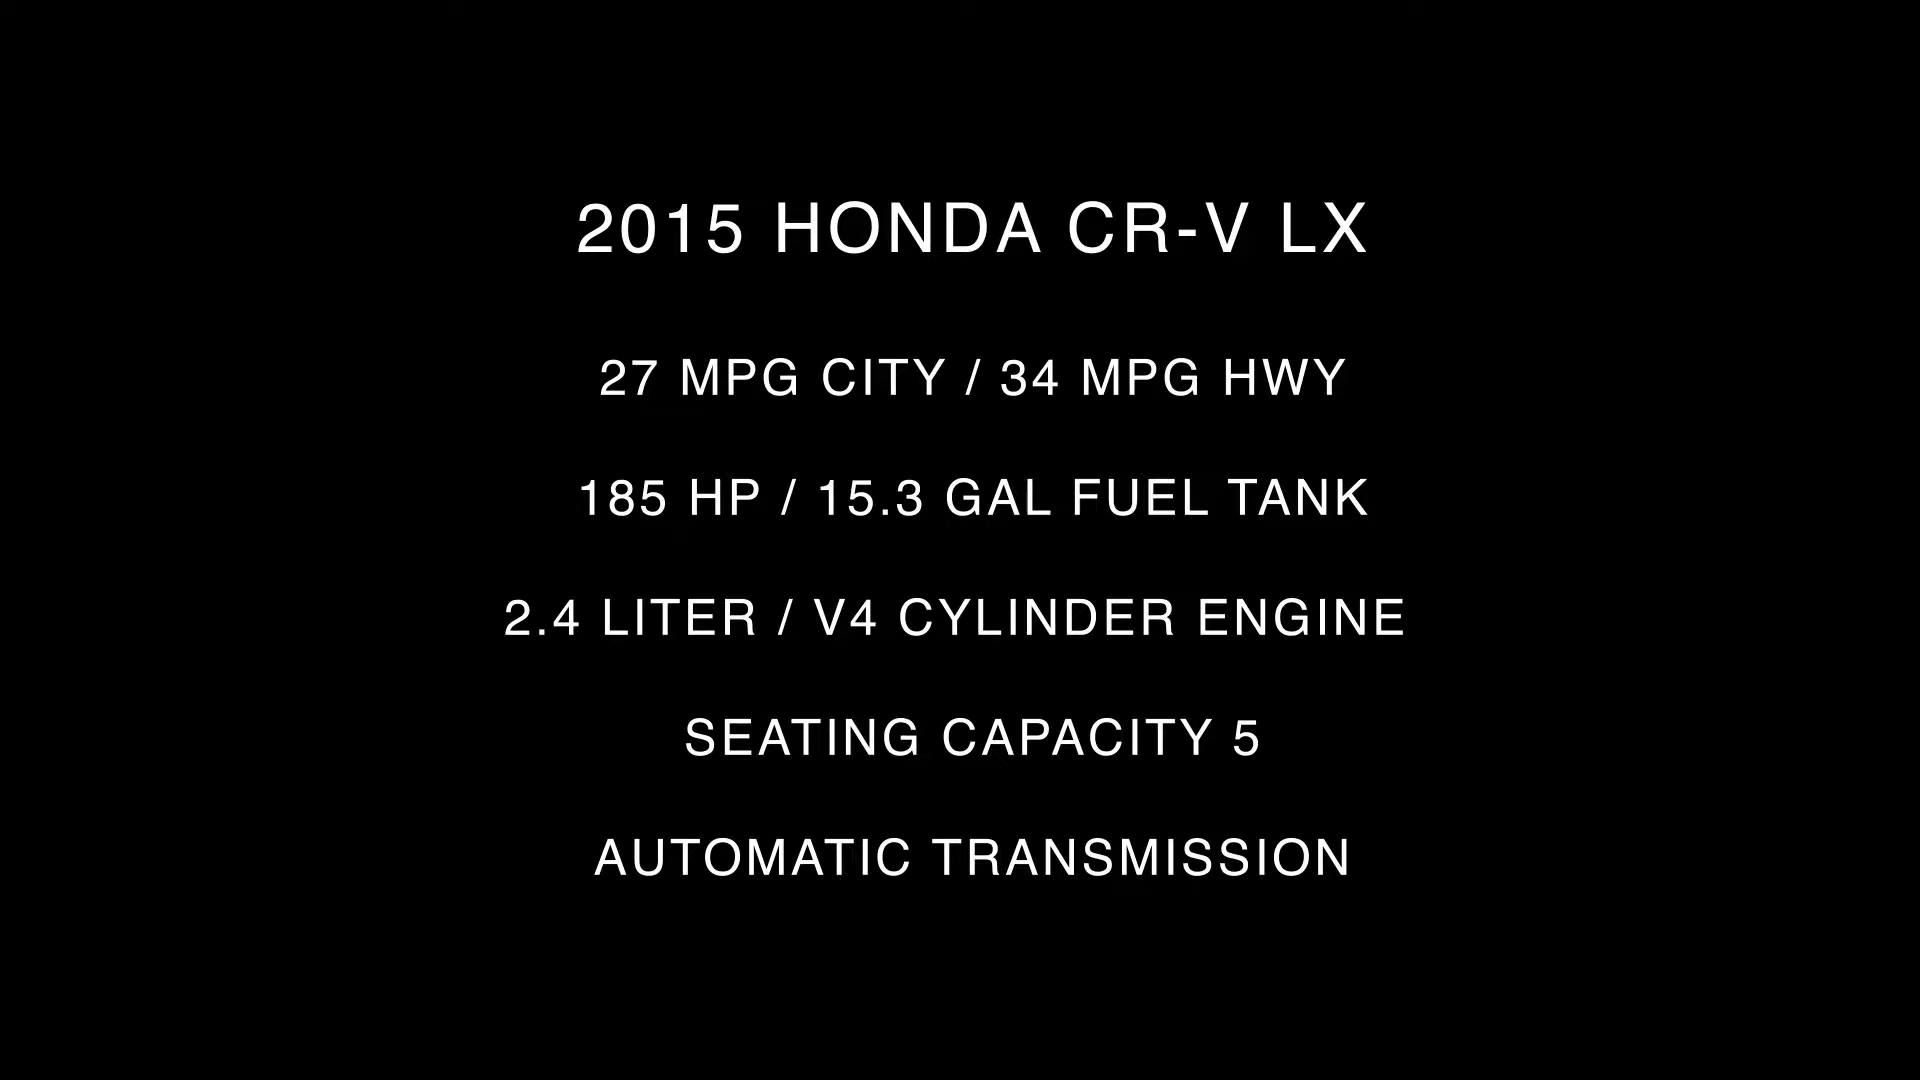 2015 HONDA CR-V LX
27 MPG CITY / 34 MPG HWY
185 HP / 15.3 GAL FUEL TANK
2.4 LITER / V4 CYLINDER ENGINE
SEATING CAPACITY 5
AUTOMATIC TRANSMISSION